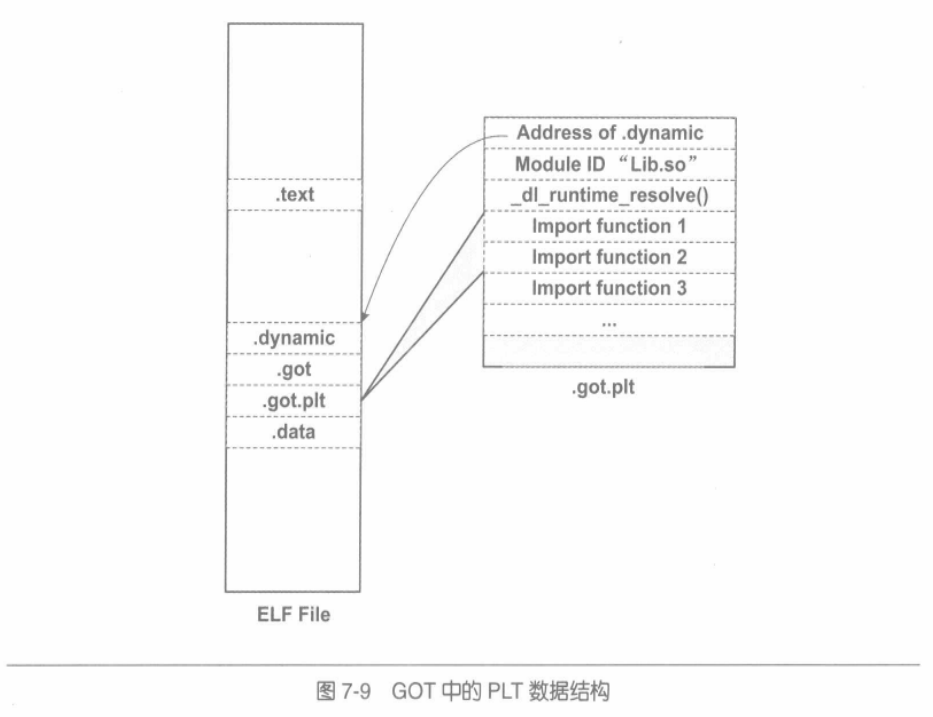 .text
.dynamic
.got
.got.plt
.data
ELF File
Address of .dynamic
Module ID “Lib.so”
_dl_runtime_resolve()
Import function 1
Import function 2
Import function 3
...
.got.plt
图 7-9 GOT 中的 PLT 数据结构